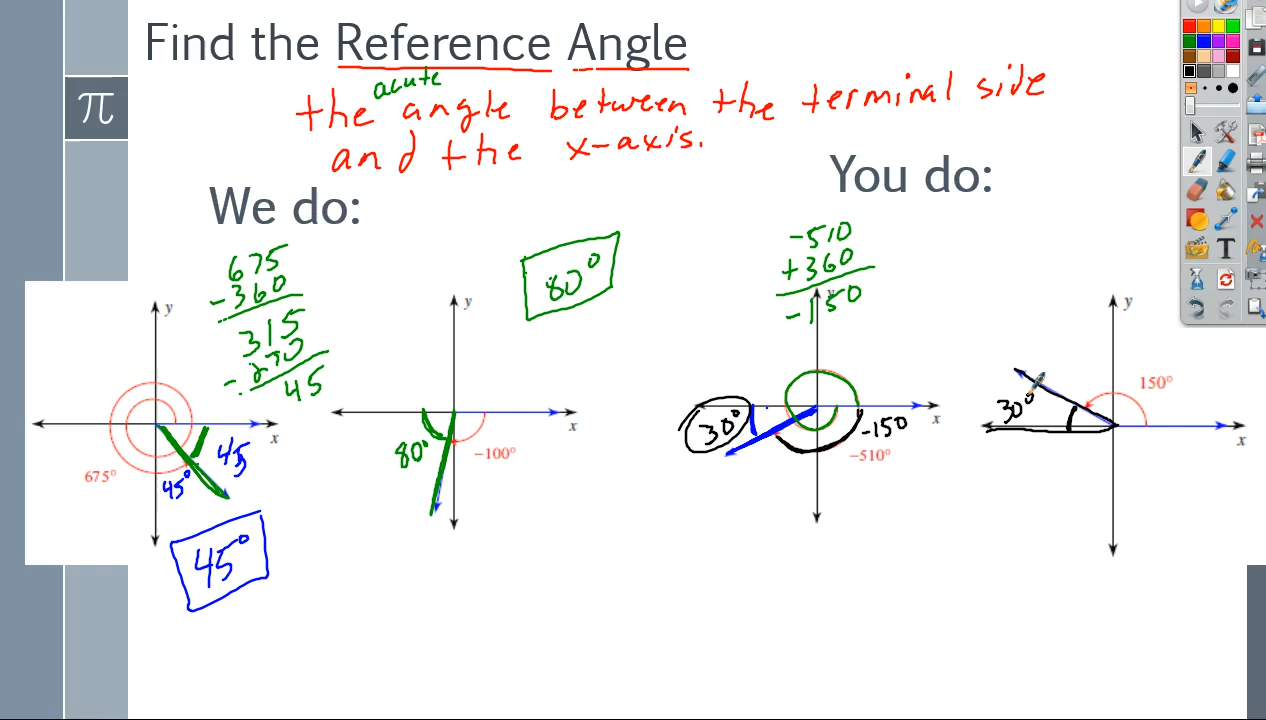 Find the Reference Angle
π
acute
the angle between the terminal side
and the x-axis.
We do:
You do:
675
-360
315
-270
45
y
x
675°
45°
45
45°
80°
y
x
80°
-100°
-510
+360
-150
y
x
30°
-150
-510°
y
x
30°
150°
T